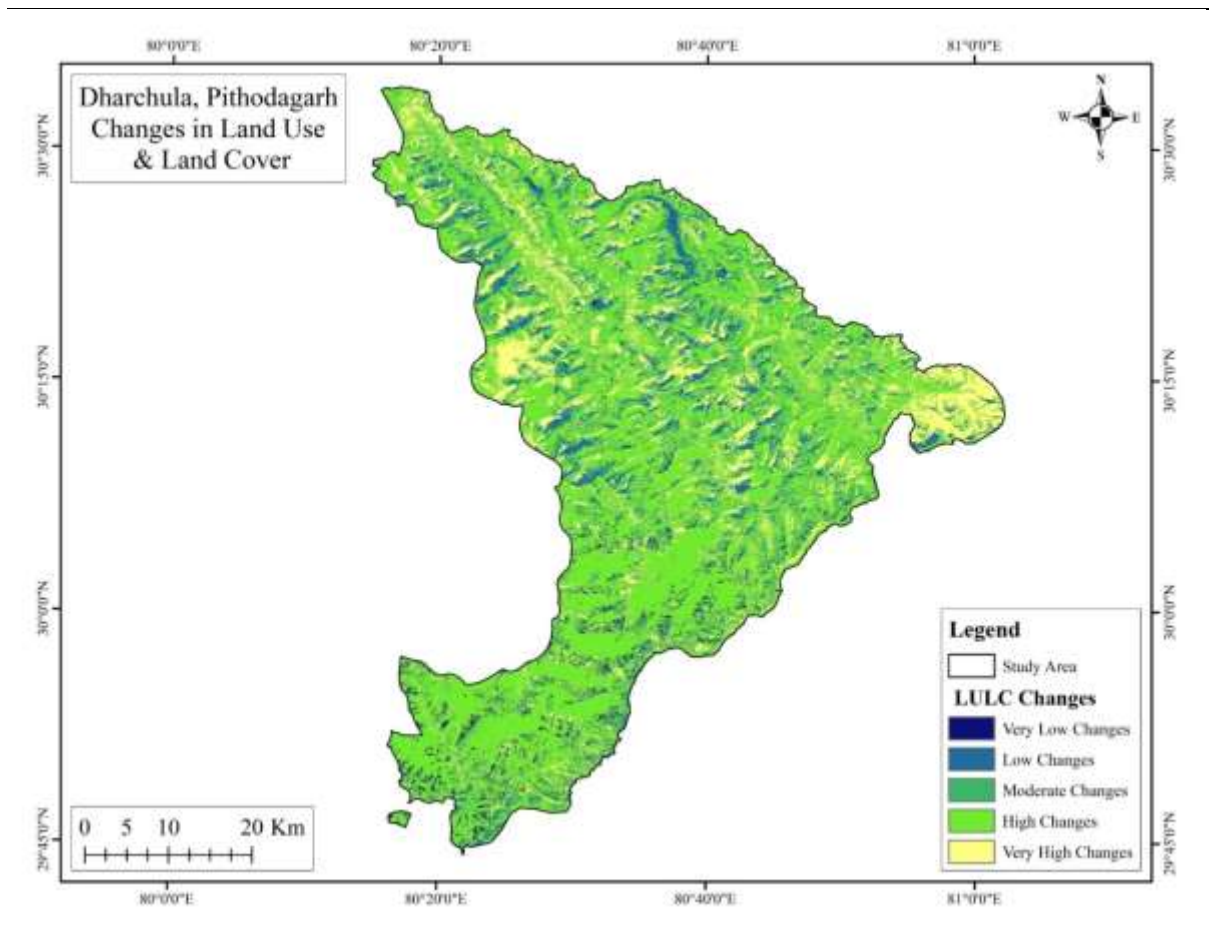 80°0'0"E 80°20'0"E 80°40'0"E 81°0'0"E
Dharchula, Pithodagarh
Changes in Land Use
& Land Cover
N
W E
S
30°30'0"N 30°30'0"N
30°15'0"N 30°15'0"N
30°0'0"N 30°0'0"N
Legend
Study Area
LULC Changes
Very Low Changes
Low Changes
Moderate Changes
High Changes
Very High Changes
0 5 10 20 Km
29°45'0"N 29°45'0"N
80°0'0"E 80°20'0"E 80°40'0"E 81°0'0"E